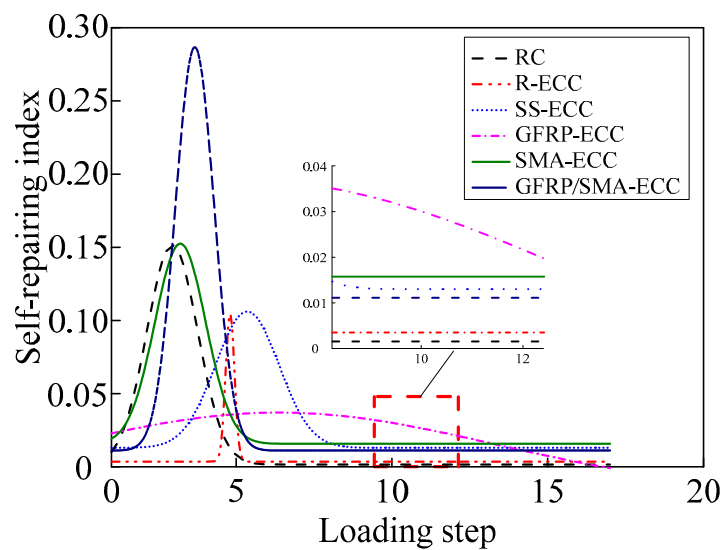 0.30
0.25
0.20
0.15
0.10
0.05
0
Self-repairing index
RC
R-ECC
SS-ECC
GFRP-ECC
SMA-ECC
GFRP/SMA-ECC
0.04
0.03
0.02
0.01
0
10 12
0 5 10 15 20
Loading step